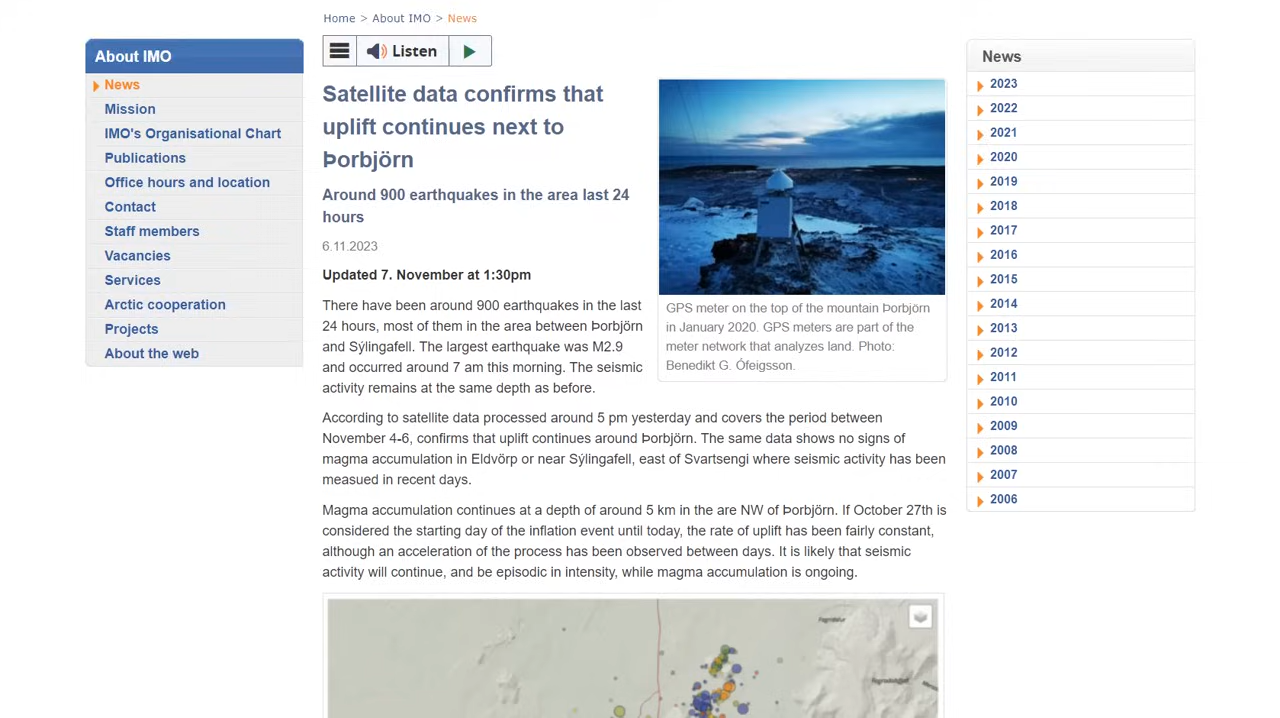 Home > About IMO > News
About IMO
News
Mission
IMO's Organisational Chart
Publications
Office hours and location
Contact
Staff members
Vacancies
Services
Arctic cooperation
Projects
About the web
Listen
Satellite data confirms that
uplift continues next to
Þorbjörn
Around 900 earthquakes in the area last 24
hours
6.11.2023
Updated 7. November at 1:30pm
There have been around 900 earthquakes in the last
24 hours, most of them in the area between Þorbjörn
and Sýlingafell. The largest earthquake was M2.9
and occurred around 7 am this morning. The seismic
activity remains at the same depth as before.
GPS meter on the top of the mountain Þorbjörn
in January 2020. GPS meters are part of the
meter network that analyzes land. Photo:
Benedikt G. Ófeigsson.
According to satellite data processed around 5 pm yesterday and covers the period between
November 4-6, confirms that uplift continues around Þorbjörn. The same data shows no signs of
magma accumulation in Eldvörp or near Sýlingafell, east of Svartsengi where seismic activity has been
measued in recent days.
Magma accumulation continues at a depth of around 5 km in the are NW of Þorbjörn. If October 27th is
considered the starting day of the inflation event until today, the rate of uplift has been fairly constant,
although an acceleration of the process has been observed between days. It is likely that seismic
activity will continue, and be episodic in intensity, while magma accumulation is ongoing.
News
2023
2022
2021
2020
2019
2018
2017
2016
2015
2014
2013
2012
2011
2010
2009
2008
2007
2006